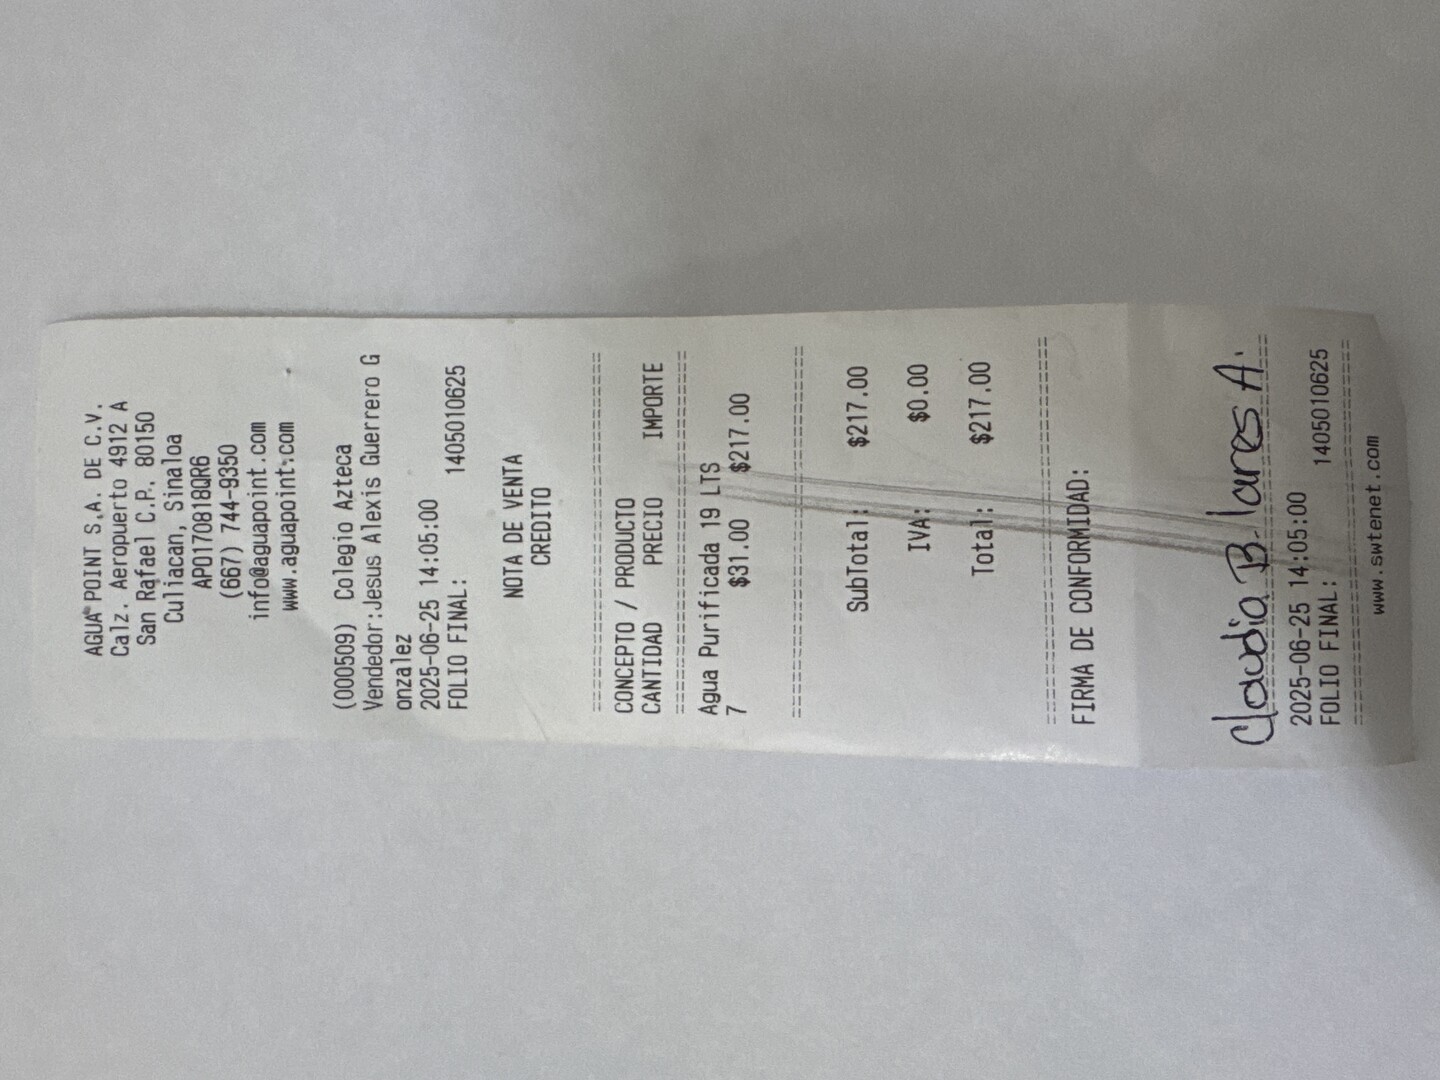 AGUA POINT S.A. DE C.V.
Calz. Aeropuerto 4912 A
San Rafael C.P. 80150
Culiacan, Sinaloa
APO170818QR6
(667) 744-9350
info@aguapoint.com
www.aguapoint.com
(000509) Colegio Azteca
Vendedor:Jesus Alexis Guerrero G
onzalez
2025-06-25 14:05:00
FOLIO FINAL: 1405010625
NOTA DE VENTA
CREDITO
================================
CONCEPTO / PRODUCTO
CANTIDAD PRECIO IMPORTE
================================
Agua Purificada 19 LTS
7 $31.00 $217.00
================================
SubTotal: $217.00
IVA: $0.00
Total: $217.00
================================
FIRMA DE CONFORMIDAD:
Claudia B. lares A.
================================
2025-06-25 14:05:00
FOLIO FINAL: 1405010625
================================
www.swtenet.com